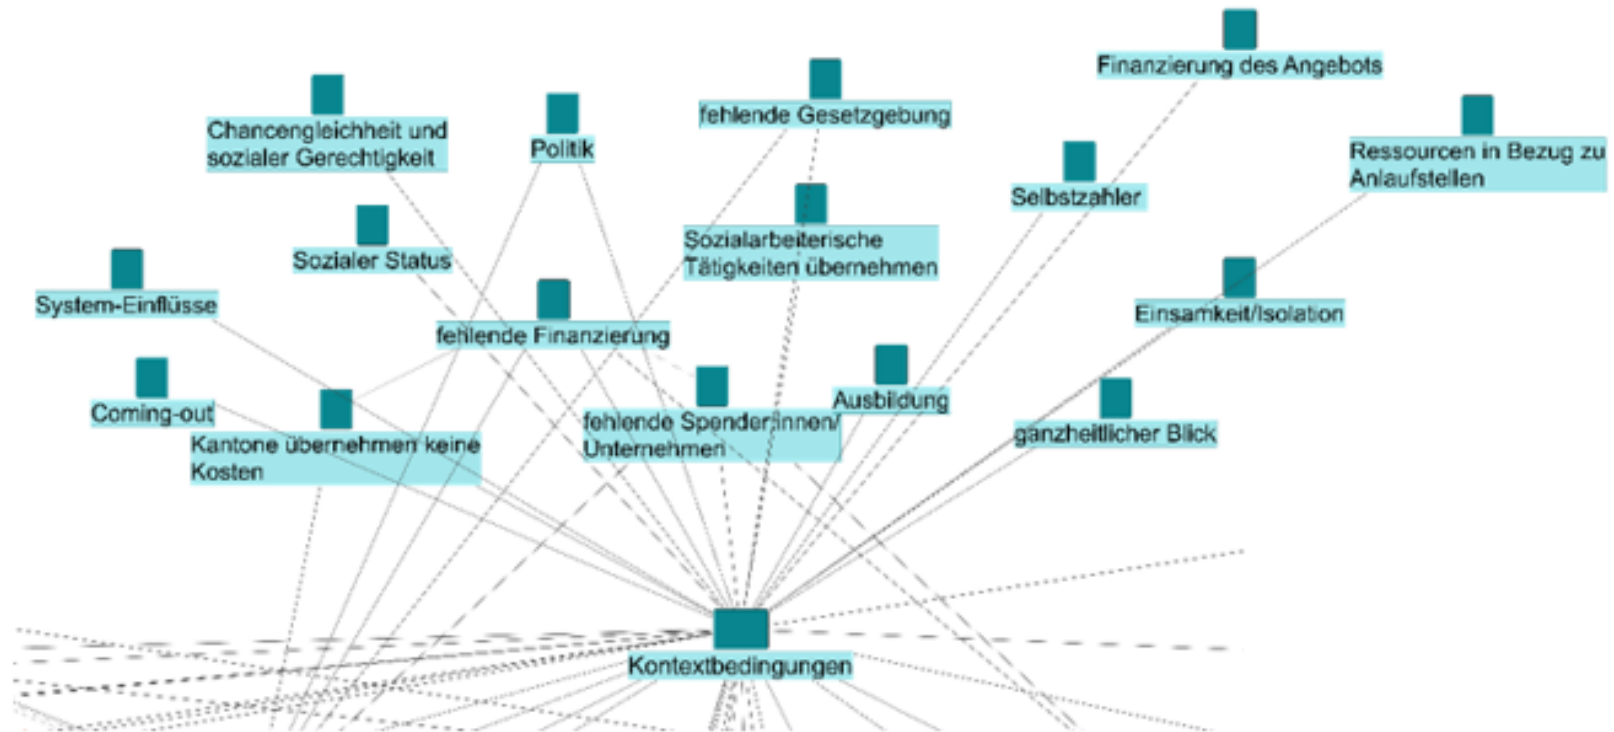 Finanzierung des Angebots
fehlende Gesetzgebung
Chancengleichheit und
sozialer Gerechtigkeit
Politik
Ressourcen in Bezug zu
Anlaufstellen
Selbstzahler
Sozialarbeiterische
Tätigkeiten übernehmen
Sozialer Status
System-Einflüsse
Einsamkeit/Isolation
fehlende Finanzierung
Coming-out
Kantone übernehmen keine
Kosten
fehlende Spender:innen/
Unternehmen
Ausbildung
ganzheitlicher Blick
Kontextbedingungen